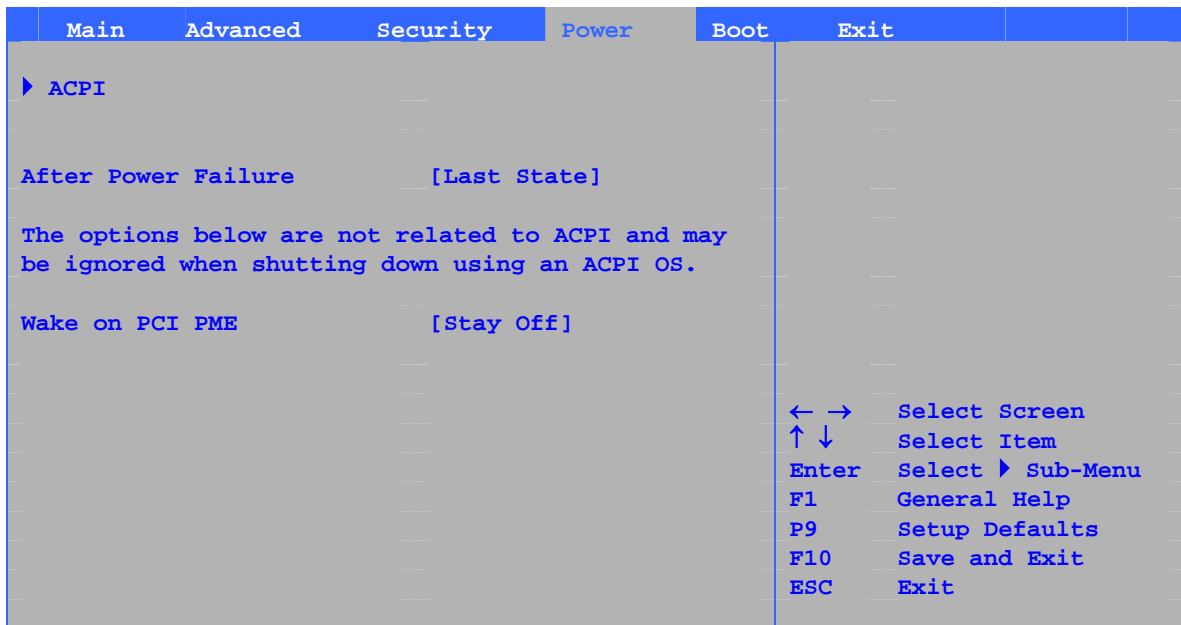 Main Advanced Security Power Boot Exit
ACPI
After Power Failure [Last State]
The options below are not related to ACPI and may
be ignored when shutting down using an ACPI OS.
Wake on PCI PME [Stay Off]
← → Select Screen
↑ ↓ Select Item
Enter Select ▶ Sub-Menu
F1 General Help
P9 Setup Defaults
F10 Save and Exit
ESC Exit